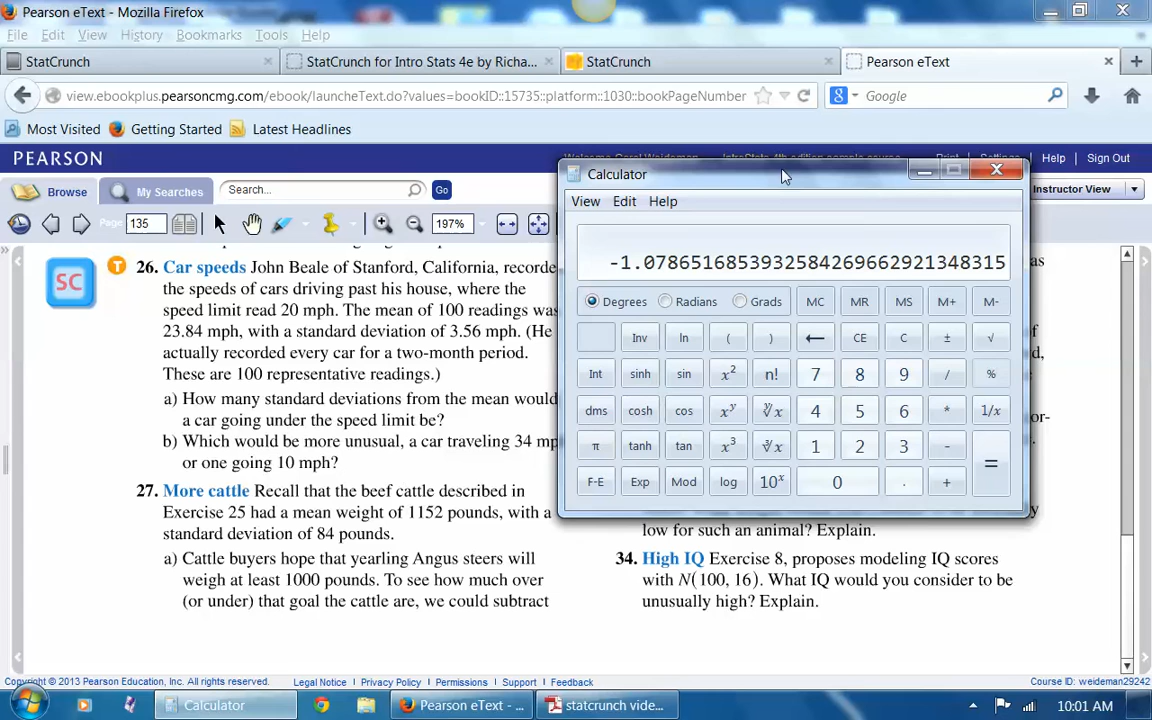 Pearson eText - Mozilla Firefox
File Edit View History Bookmarks Tools Help
StatCrunch
StatCrunch for Intro Stats 4e by Richa...
StatCrunch
Pearson eText
view.ebookplus.pearsoncmg.com/ebook/launcheText.do?values=bookID::15735::platform::1030::bookPageNumber
Google
Most Visited Getting Started Latest Headlines
PEARSON
Help Sign Out
Browse My Searches Search... Go
Instructor View
Page 135 197%
Calculator
View Edit Help
-1.0786516853932584269662921348315
Degrees Radians Grads MC MR MS M+ M-
Inv ln ( ) ← CE C ± √
Int sinh sin x² n! 7 8 9 / %
dms cosh cos xʸ ʸ√x 4 5 6 * 1/x
π tanh tan x³ ³√x 1 2 3 - =
F-E Exp Mod log 10ˣ 0 . +
SC
T
26. Car speeds John Beale of Stanford, California, recorde
the speeds of cars driving past his house, where the
speed limit read 20 mph. The mean of 100 readings was
23.84 mph, with a standard deviation of 3.56 mph. (He
actually recorded every car for a two-month period.
These are 100 representative readings.)
a) How many standard deviations from the mean would
a car going under the speed limit be?
b) Which would be more unusual, a car traveling 34 mp
or one going 10 mph?
27. More cattle Recall that the beef cattle described in
Exercise 25 had a mean weight of 1152 pounds, with a
standard deviation of 84 pounds.
a) Cattle buyers hope that yearling Angus steers will
weigh at least 1000 pounds. To see how much over
(or under) that goal the cattle are, we could subtract
low for such an animal? Explain.
34. High IQ Exercise 8, proposes modeling IQ scores
with N(100, 16). What IQ would you consider to be
unusually high? Explain.
Copyright © 2013 Pearson Education, Inc. All rights reserved.
Legal Notice | Privacy Policy | Permissions | Support | Feedback
Course ID: weideman29242
Calculator
Pearson eText - ...
statcrunch vide...
10:01 AM